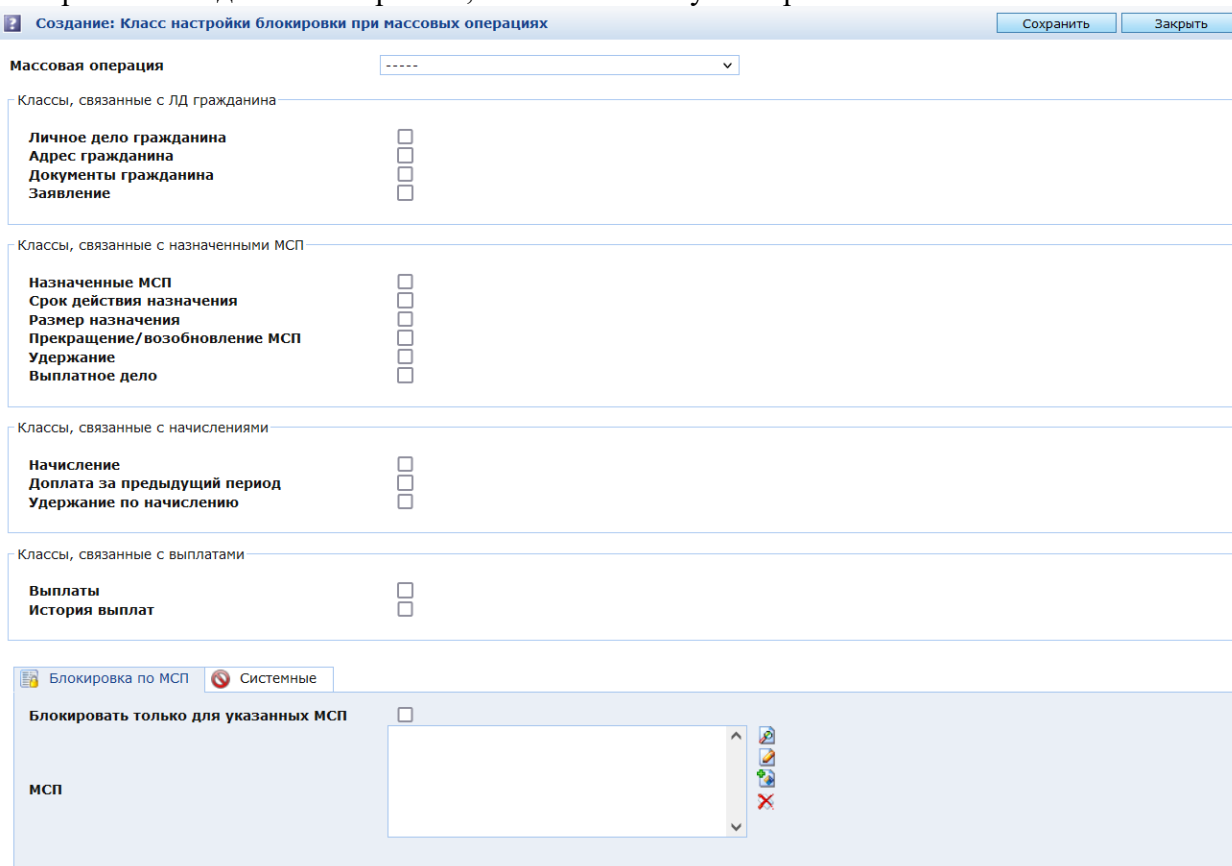 Создание: Класс настройки блокировки при массовых операциях
Сохранить
Закрыть
Массовая операция
-----
Классы, связанные с ЛД гражданина
Личное дело гражданина
Адрес гражданина
Документы гражданина
Заявление
Классы, связанные с назначенными МСП
Назначенные МСП
Срок действия назначения
Размер назначения
Прекращение/возобновление МСП
Удержание
Выплатное дело
Классы, связанные с начислениями
Начисление
Доплата за предыдущий период
Удержание по начислению
Классы, связанные с выплатами
Выплаты
История выплат
Блокировка по МСП
Системные
Блокировать только для указанных МСП
МСП